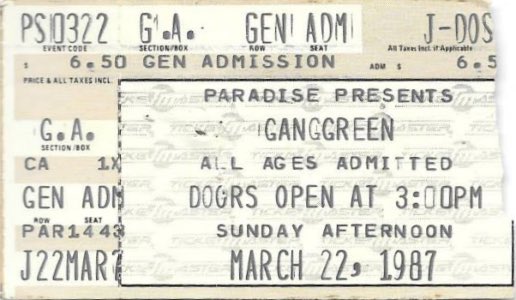 PS0322 G.A. GEN ADMI J-DOS
EVENT CODE SECTION/BOX ROW SEAT All Taxes Incl. if Applicable
$ 6.50 GEN ADMISSION ADM $ 6.5
PRICE & ALL TAXES INCL. PARADISE PRESENTS
G.A. GANGGREEN
SECTION/BOX
CA 1X ALL AGES ADMITTED
GEN ADM DOORS OPEN AT 3:00PM
ROW SEAT
PAR1443 SUNDAY AFTERNOON
J22MAR7 MARCH 22, 1987